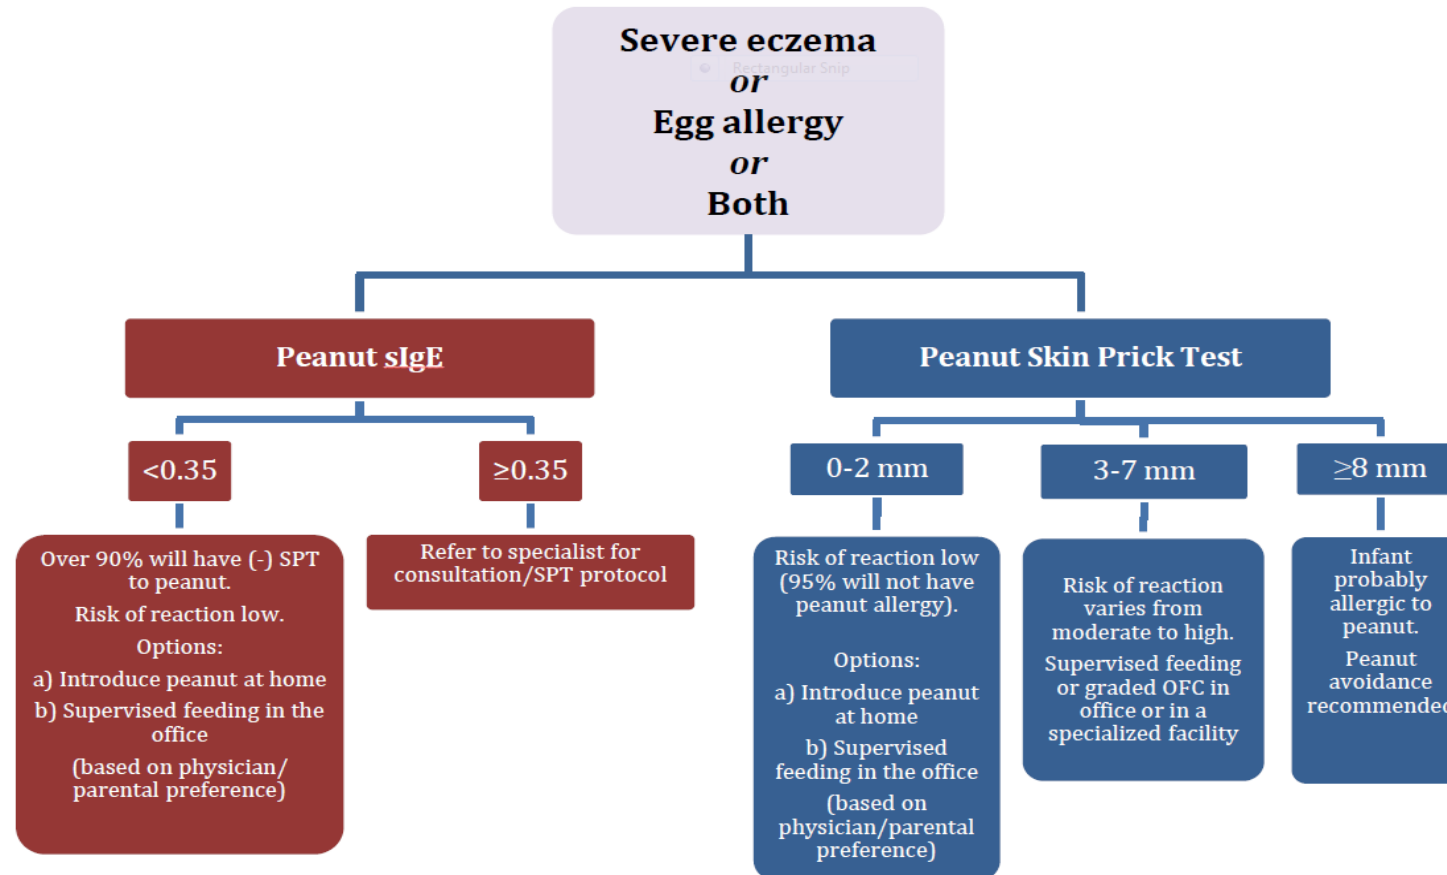 Severe eczema
Rectangular Snip
or
Egg allergy
or
Both
Peanut sIgE
Peanut Skin Prick Test
<0.35
≥0.35
0-2 mm
3-7 mm
≥8 mm
Over 90% will have (-) SPT
to peanut.
Risk of reaction low.
Options:
a) Introduce peanut at home
b) Supervised feeding in the
office
(based on physician/
parental preference)
Refer to specialist for
consultation/SPT protocol
Risk of reaction low
(95% will not have
peanut allergy).
Options:
a) Introduce peanut
at home
b) Supervised
feeding in the office
(based on
physician/parental
preference)
Risk of reaction
varies from
moderate to high.
Supervised feeding
or graded OFC in
office or in a
specialized facility
Infant
probably
allergic to
peanut.
Peanut
avoidance
recommended